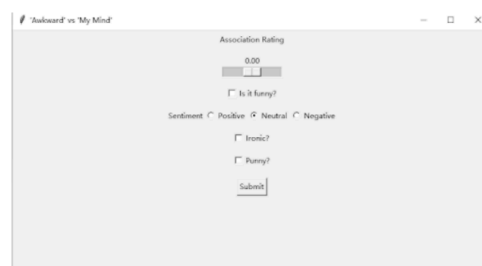 'Awkward' vs 'My Mind'
Association Rating
0.00
Is it funny?
Sentiment Positive Neutral Negative
Ironic?
Punny?
Submit